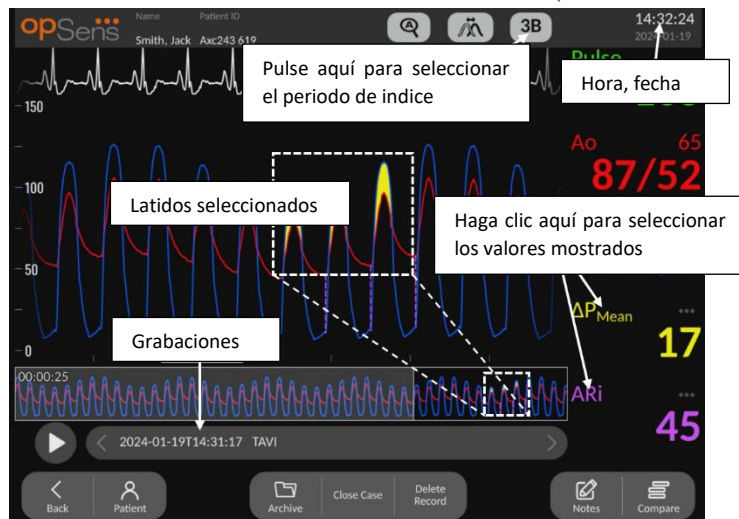 opSens
Name
Patient ID
Smith, Jack
Axc243 619
3B
14:32:24
2024-01-19
Pulse
Pulse aquí para seleccionar
el periodo de indice
Hora, fecha
150
Ao
65
87/52
100
Latidos seleccionados
Haga clic aquí para seleccionar
los valores mostrados
50
ΔPMean
17
Grabaciones
0
00:00:25
ARi
45
2024-01-19T14:31:17 TAVI
Back
Patient
Archive
Close Case
Delete
Record
Notes
Compare